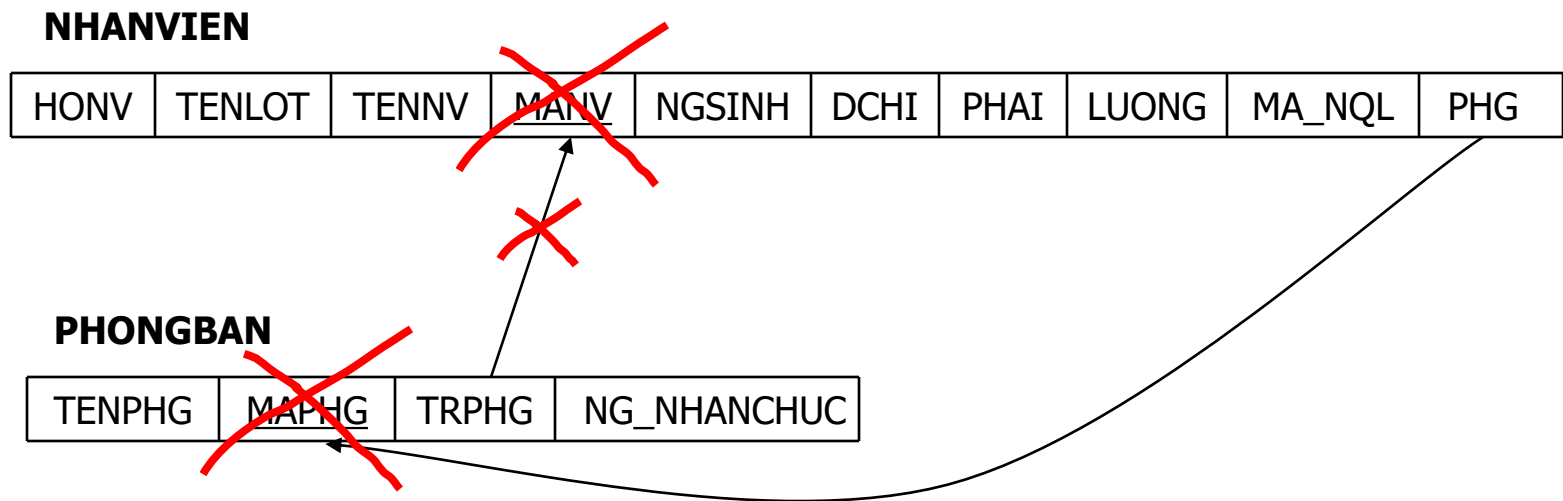 NHANVIEN
HONV TENLOT TENNV MANV NGSINH DCHI PHAI LUONG MA_NQL PHG
PHONGBAN
TENPHG MAPHG TRPHG NG_NHANCHUC